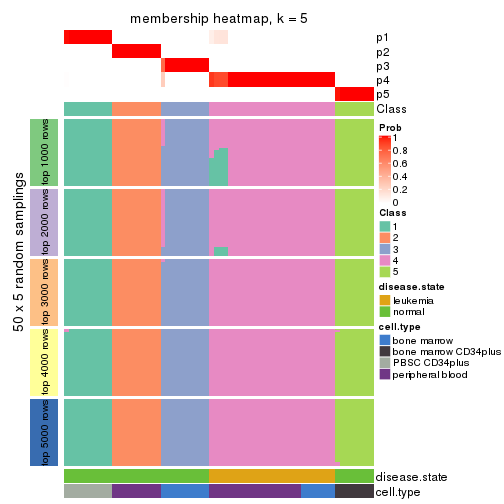 membership heatmap, k = 5
p1
p2
p3
p4
p5
Class
50 x 5 random samplings
top 1000 rows
top 2000 rows
top 3000 rows
top 4000 rows
top 5000 rows
Prob
1
0.8
0.6
0.4
0.2
0
Class
1
2
3
4
5
disease.state
leukemia
normal
cell.type
bone marrow
bone marrow CD34plus
PBSC CD34plus
peripheral blood
disease.state
cell.type